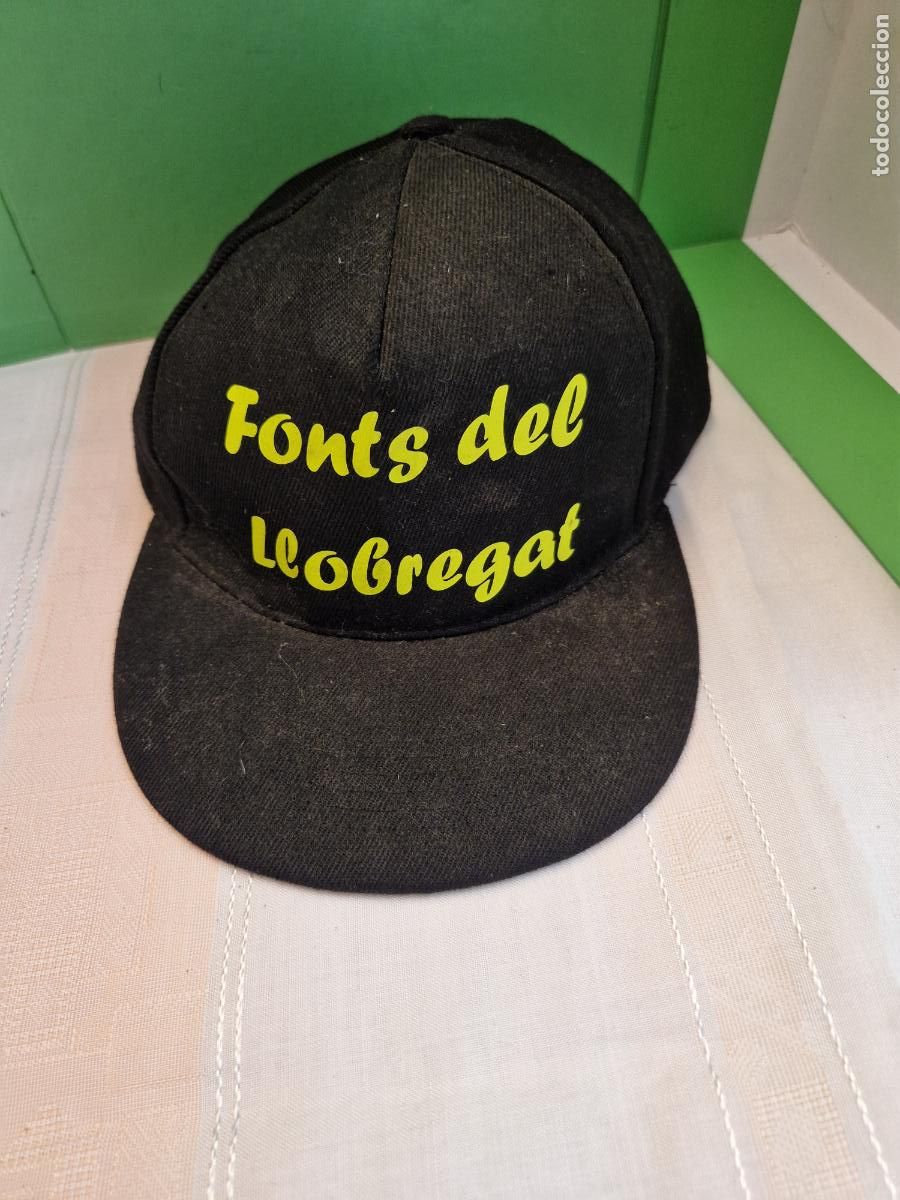 Fonts del
Llobregat
todocoleccion